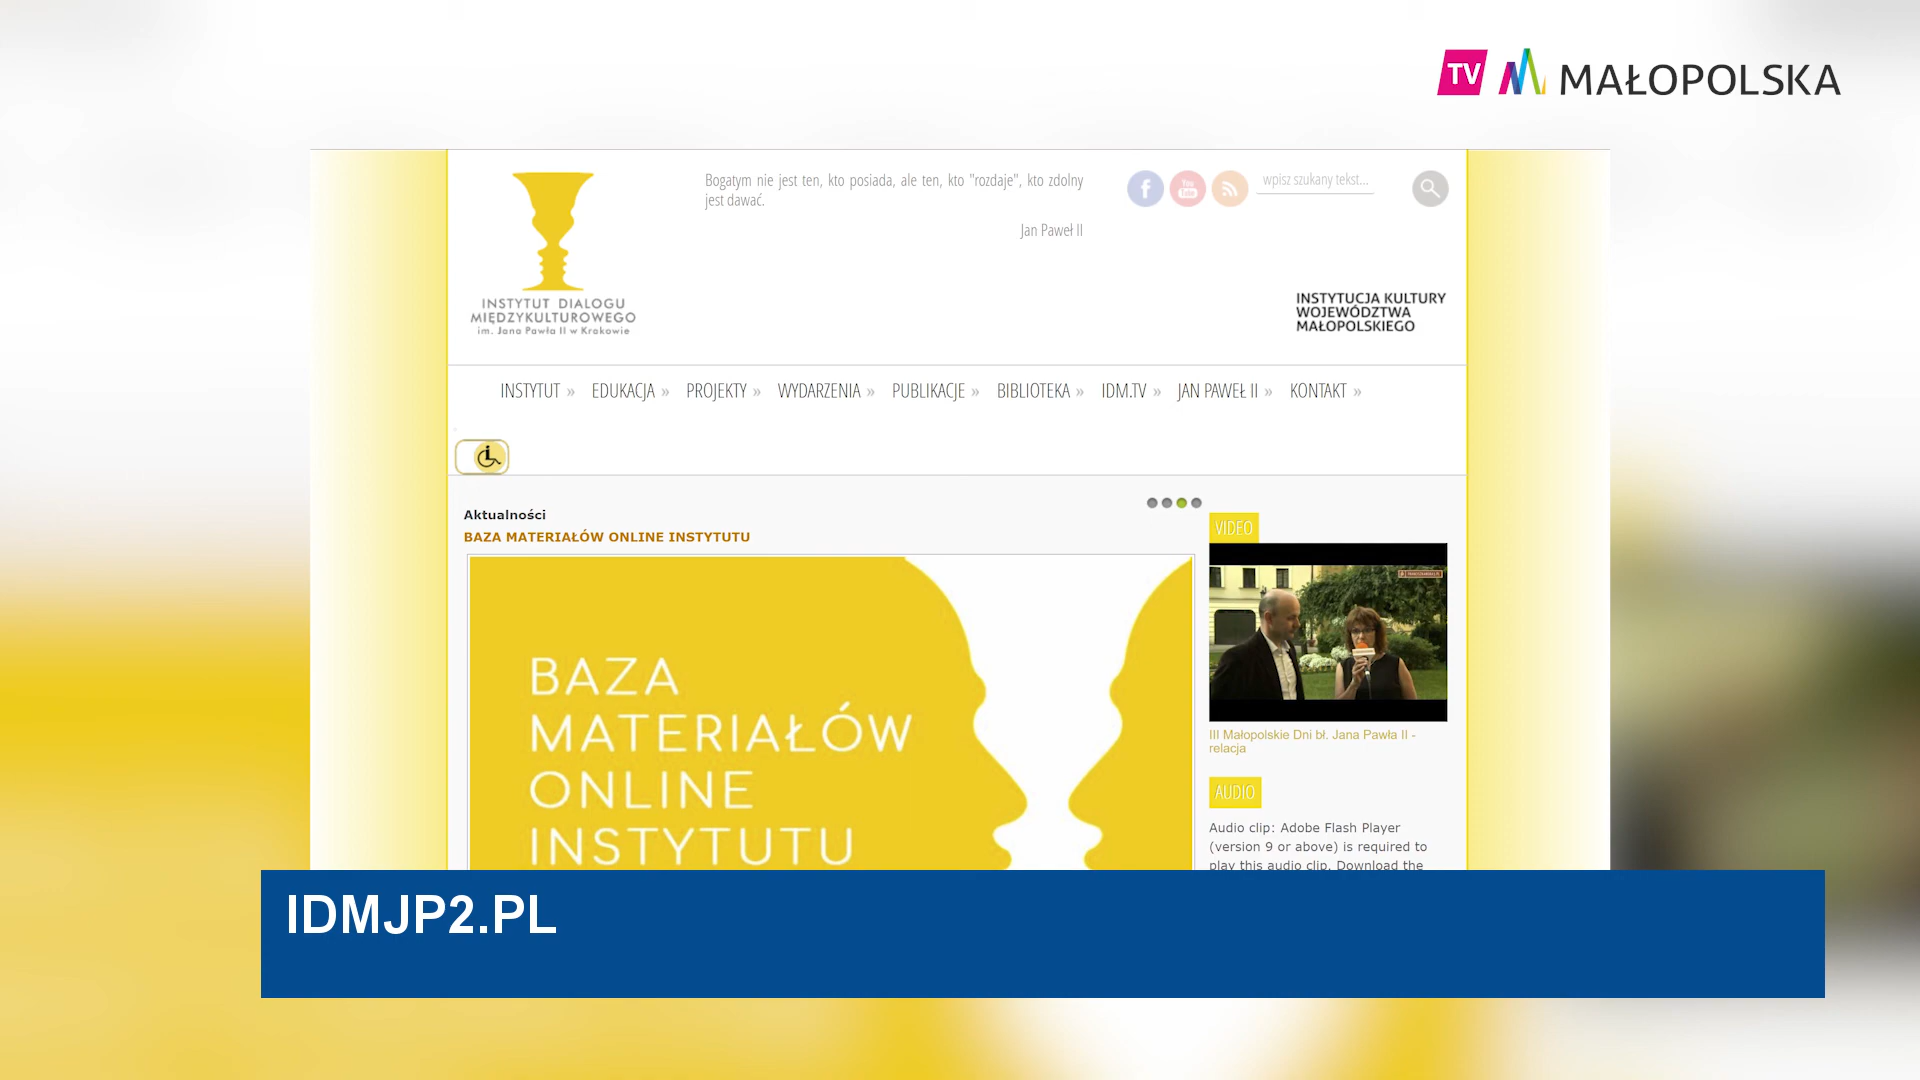 TV MAŁOPOLSKA
Bogatym nie jest ten, kto posiada, ale ten, kto "rozdaje", kto zdolny
jest dawać.
Jan Paweł II
You
Tube
wpisz szukany tekst...
INSTYTUT DIALOGU
MIĘDZYKULTUROWEGO
im. Jana Pawła II w Krakowie
INSTYTUCJA KULTURY
WOJEWÓDZTWA
MAŁOPOLSKIEGO
INSTYTUT » EDUKACJA » PROJEKTY » WYDARZENIA » PUBLIKACJE » BIBLIOTEKA » IDM.TV » JAN PAWEŁ II » KONTAKT »
Aktualności
BAZA MATERIAŁÓW ONLINE INSTYTUTU
BAZA
MATERIAŁÓW
ONLINE
INSTYTUTU
VIDEO
III Małopolskie Dni bł. Jana Pawła II -
relacja
AUDIO
Audio clip: Adobe Flash Player
(version 9 or above) is required to
play this audio clip. Download the
IDMJP2.PL